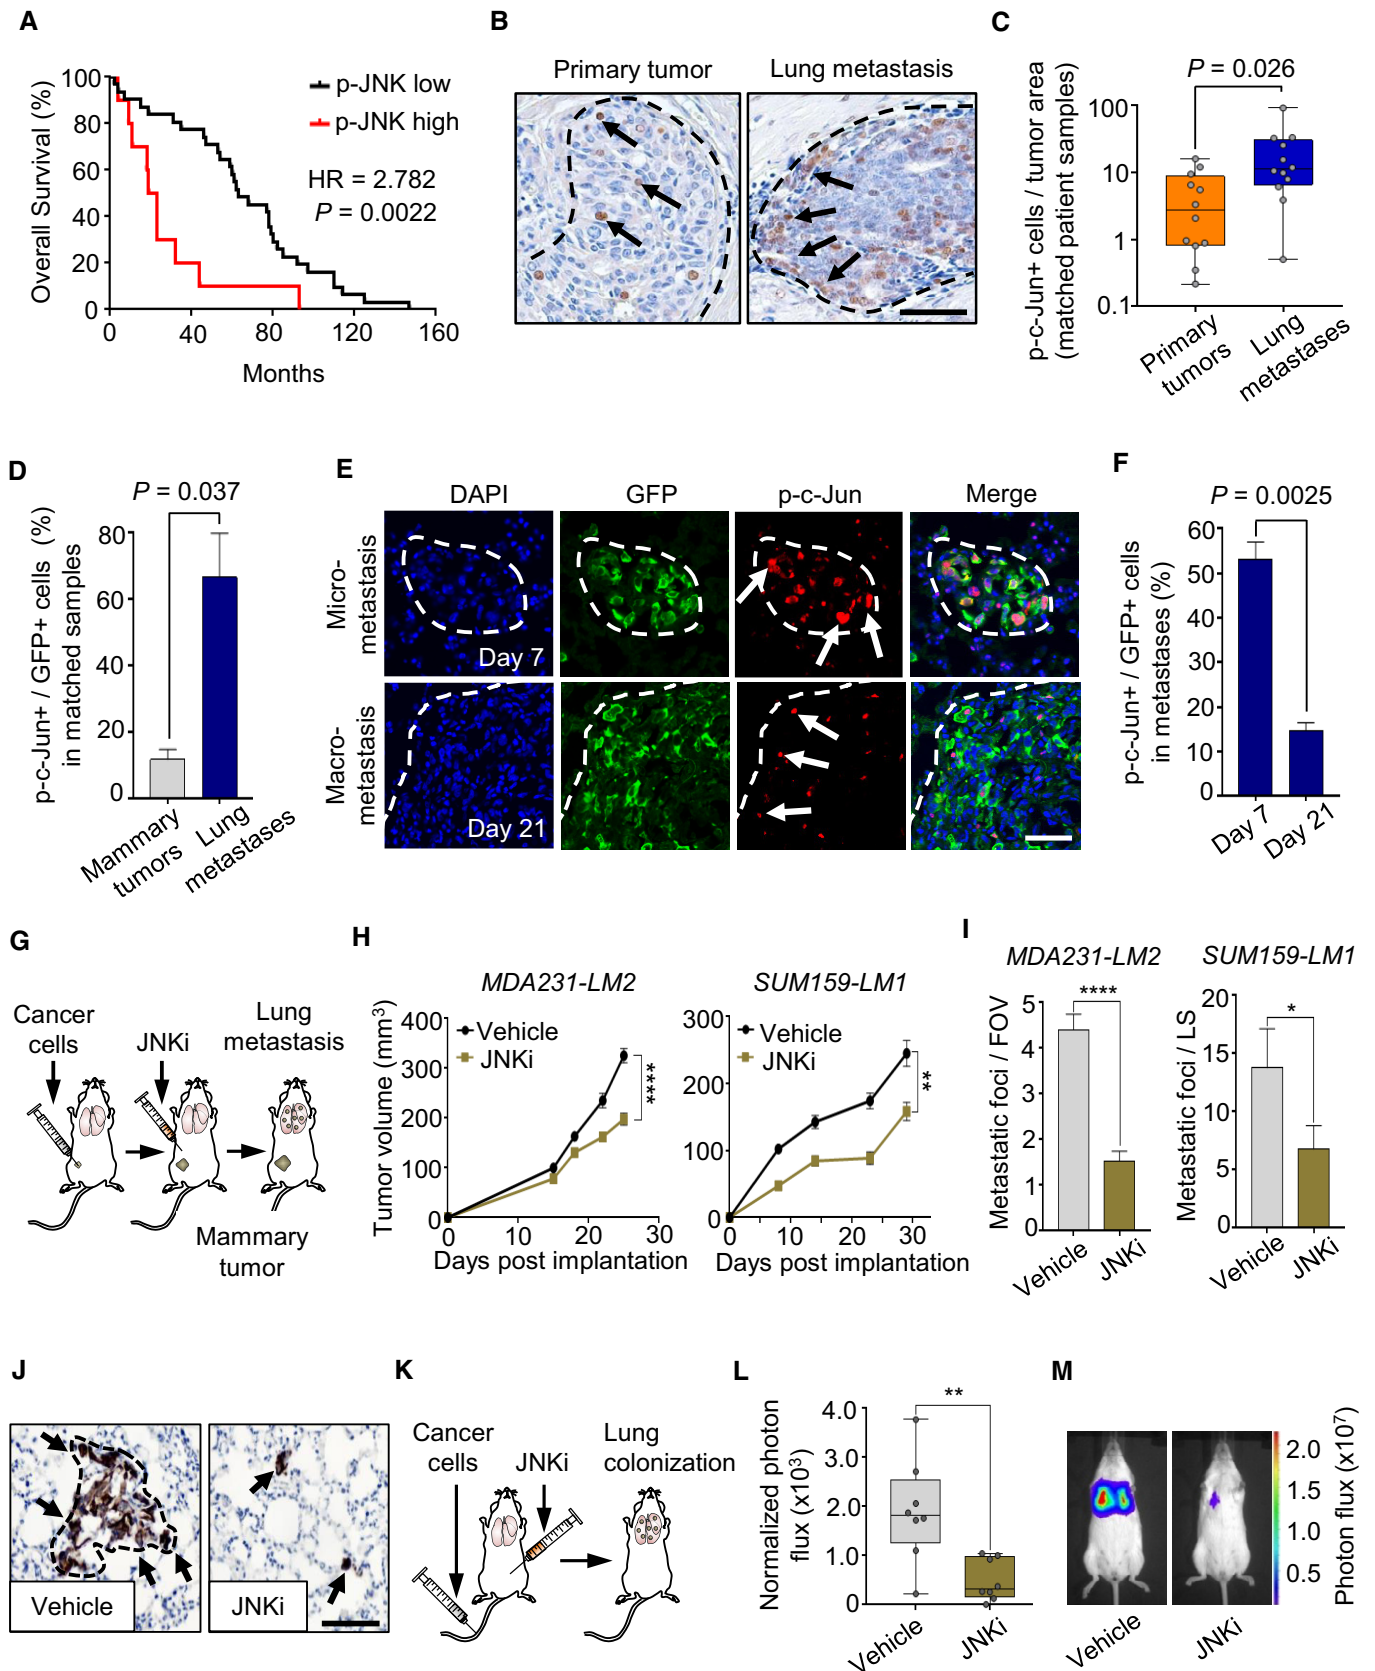 A
Overall Survival (%)
100
80
60
40
20
0
0 40 80 120 160
Months
p-JNK low
p-JNK high
HR = 2.782
P = 0.0022
B
Primary tumor
Lung metastasis
C
P = 0.026
p-c-Jun+ cells / tumor area
(matched patient samples)
100
10
1
0.1
Primary
tumors
Lung
metastases
D
P = 0.037
p-c-Jun+ / GFP+ cells (%)
in matched samples
80
60
40
20
0
Mammary
tumors
Lung
metastases
E
DAPI GFP p-c-Jun Merge
Micro-
metastasis
Day 7
Macro-
metastasis
Day 21
F
P = 0.0025
p-c-Jun+ / GFP+ cells
in metastases (%)
60
50
40
30
20
10
0
Day 7
Day 21
G
Cancer
cells
JNKi
Lung
metastasis
Mammary
tumor
H
MDA231-LM2
Tumor volume (mm3)
400
300
200
100
0
Vehicle
JNKi
****
0 10 20 30
Days post implantation
SUM159-LM1
300
200
100
0
Vehicle
JNKi
**
0 10 20 30
Days post implantation
I
MDA231-LM2
Metastatic foci / FOV
5
4
3
2
1
0
****
Vehicle
JNKi
SUM159-LM1
Metastatic foci / LS
20
15
10
5
0
*
Vehicle
JNKi
J
Vehicle
JNKi
K
Cancer
cells
JNKi
Lung
colonization
L
Normalized photon
flux (x103)
4.0
3.0
2.0
1.0
0
**
Vehicle
JNKi
M
Vehicle
JNKi
2.0
1.5
1.0
0.5
Photon flux (x107)